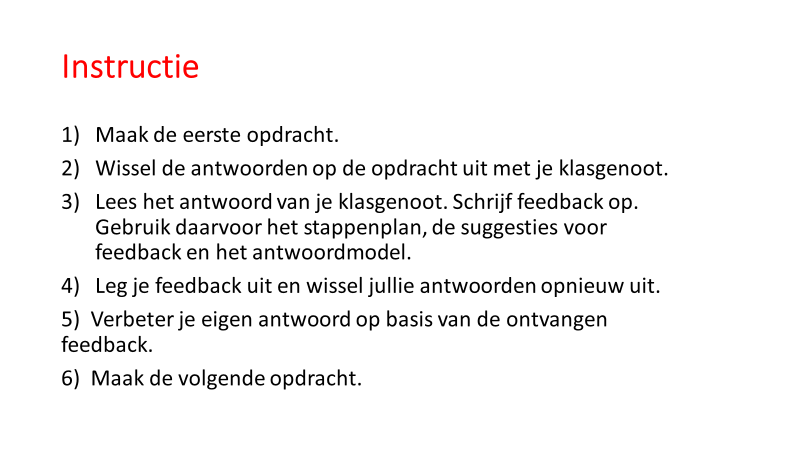 Instructie
1) Maak de eerste opdracht.
2) Wissel de antwoorden op de opdracht uit met je klasgenoot.
3) Lees het antwoord van je klasgenoot. Schrijf feedback op.
Gebruik daarvoor het stappenplan, de suggesties voor
feedback en het antwoordmodel.
4) Leg je feedback uit en wissel jullie antwoorden opnieuw uit.
5) Verbeter je eigen antwoord op basis van de ontvangen
feedback.
6) Maak de volgende opdracht.